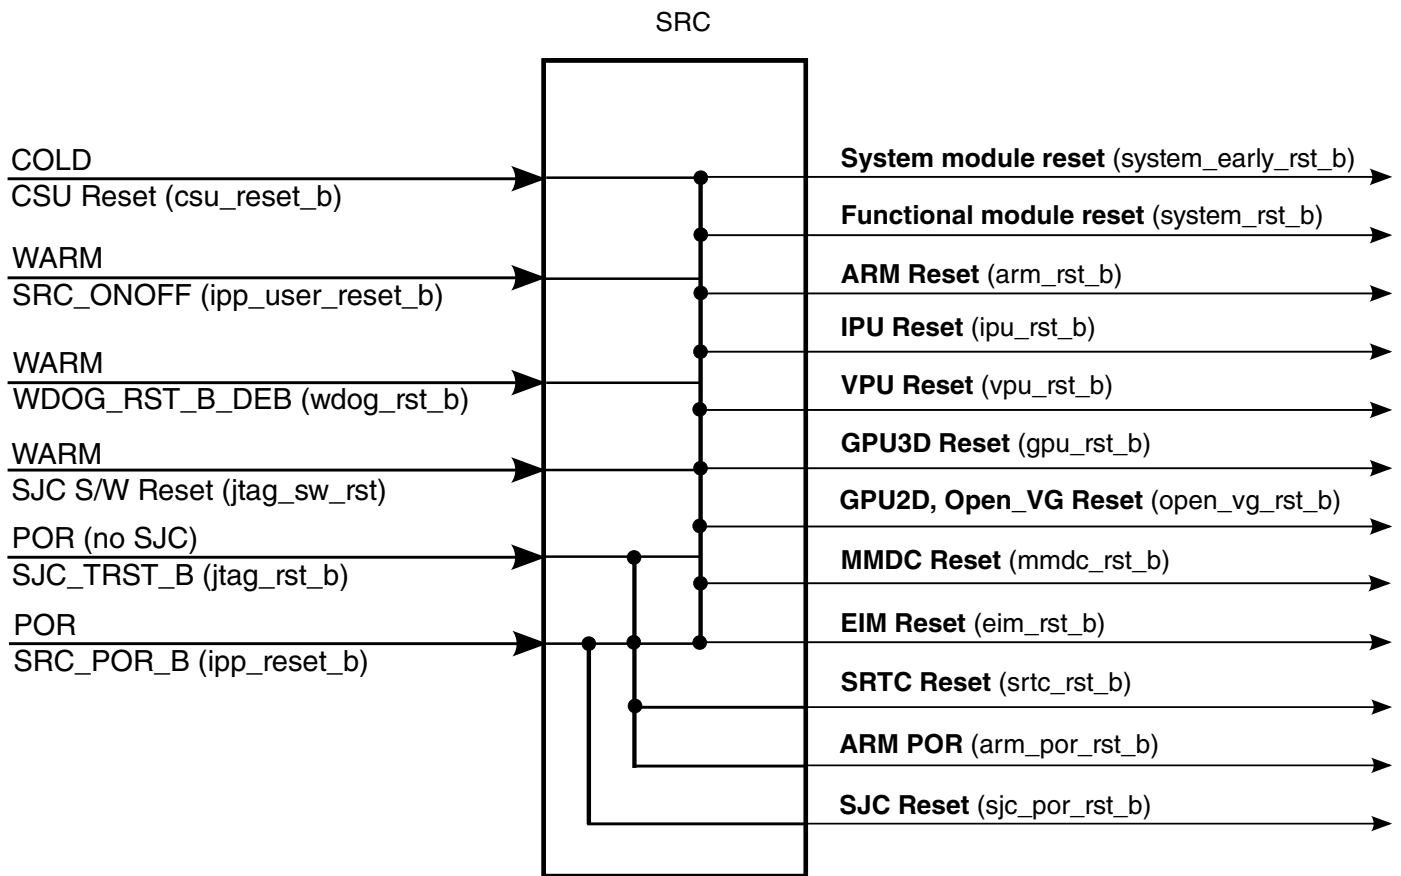 SRC
COLD
CSU Reset (csu_reset_b)
WARM
SRC_ONOFF (ipp_user_reset_b)
WARM
WDOG_RST_B_DEB (wdog_rst_b)
WARM
SJC S/W Reset (jtag_sw_rst)
POR (no SJC)
SJC_TRST_B (jtag_rst_b)
POR
SRC_POR_B (ipp_reset_b)
System module reset (system_early_rst_b)
Functional module reset (system_rst_b)
ARM Reset (arm_rst_b)
IPU Reset (ipu_rst_b)
VPU Reset (vpu_rst_b)
GPU3D Reset (gpu_rst_b)
GPU2D, Open_VG Reset (open_vg_rst_b)
MMDC Reset (mmdc_rst_b)
EIM Reset (eim_rst_b)
SRTC Reset (srtc_rst_b)
ARM POR (arm_por_rst_b)
SJC Reset (sjc_por_rst_b)